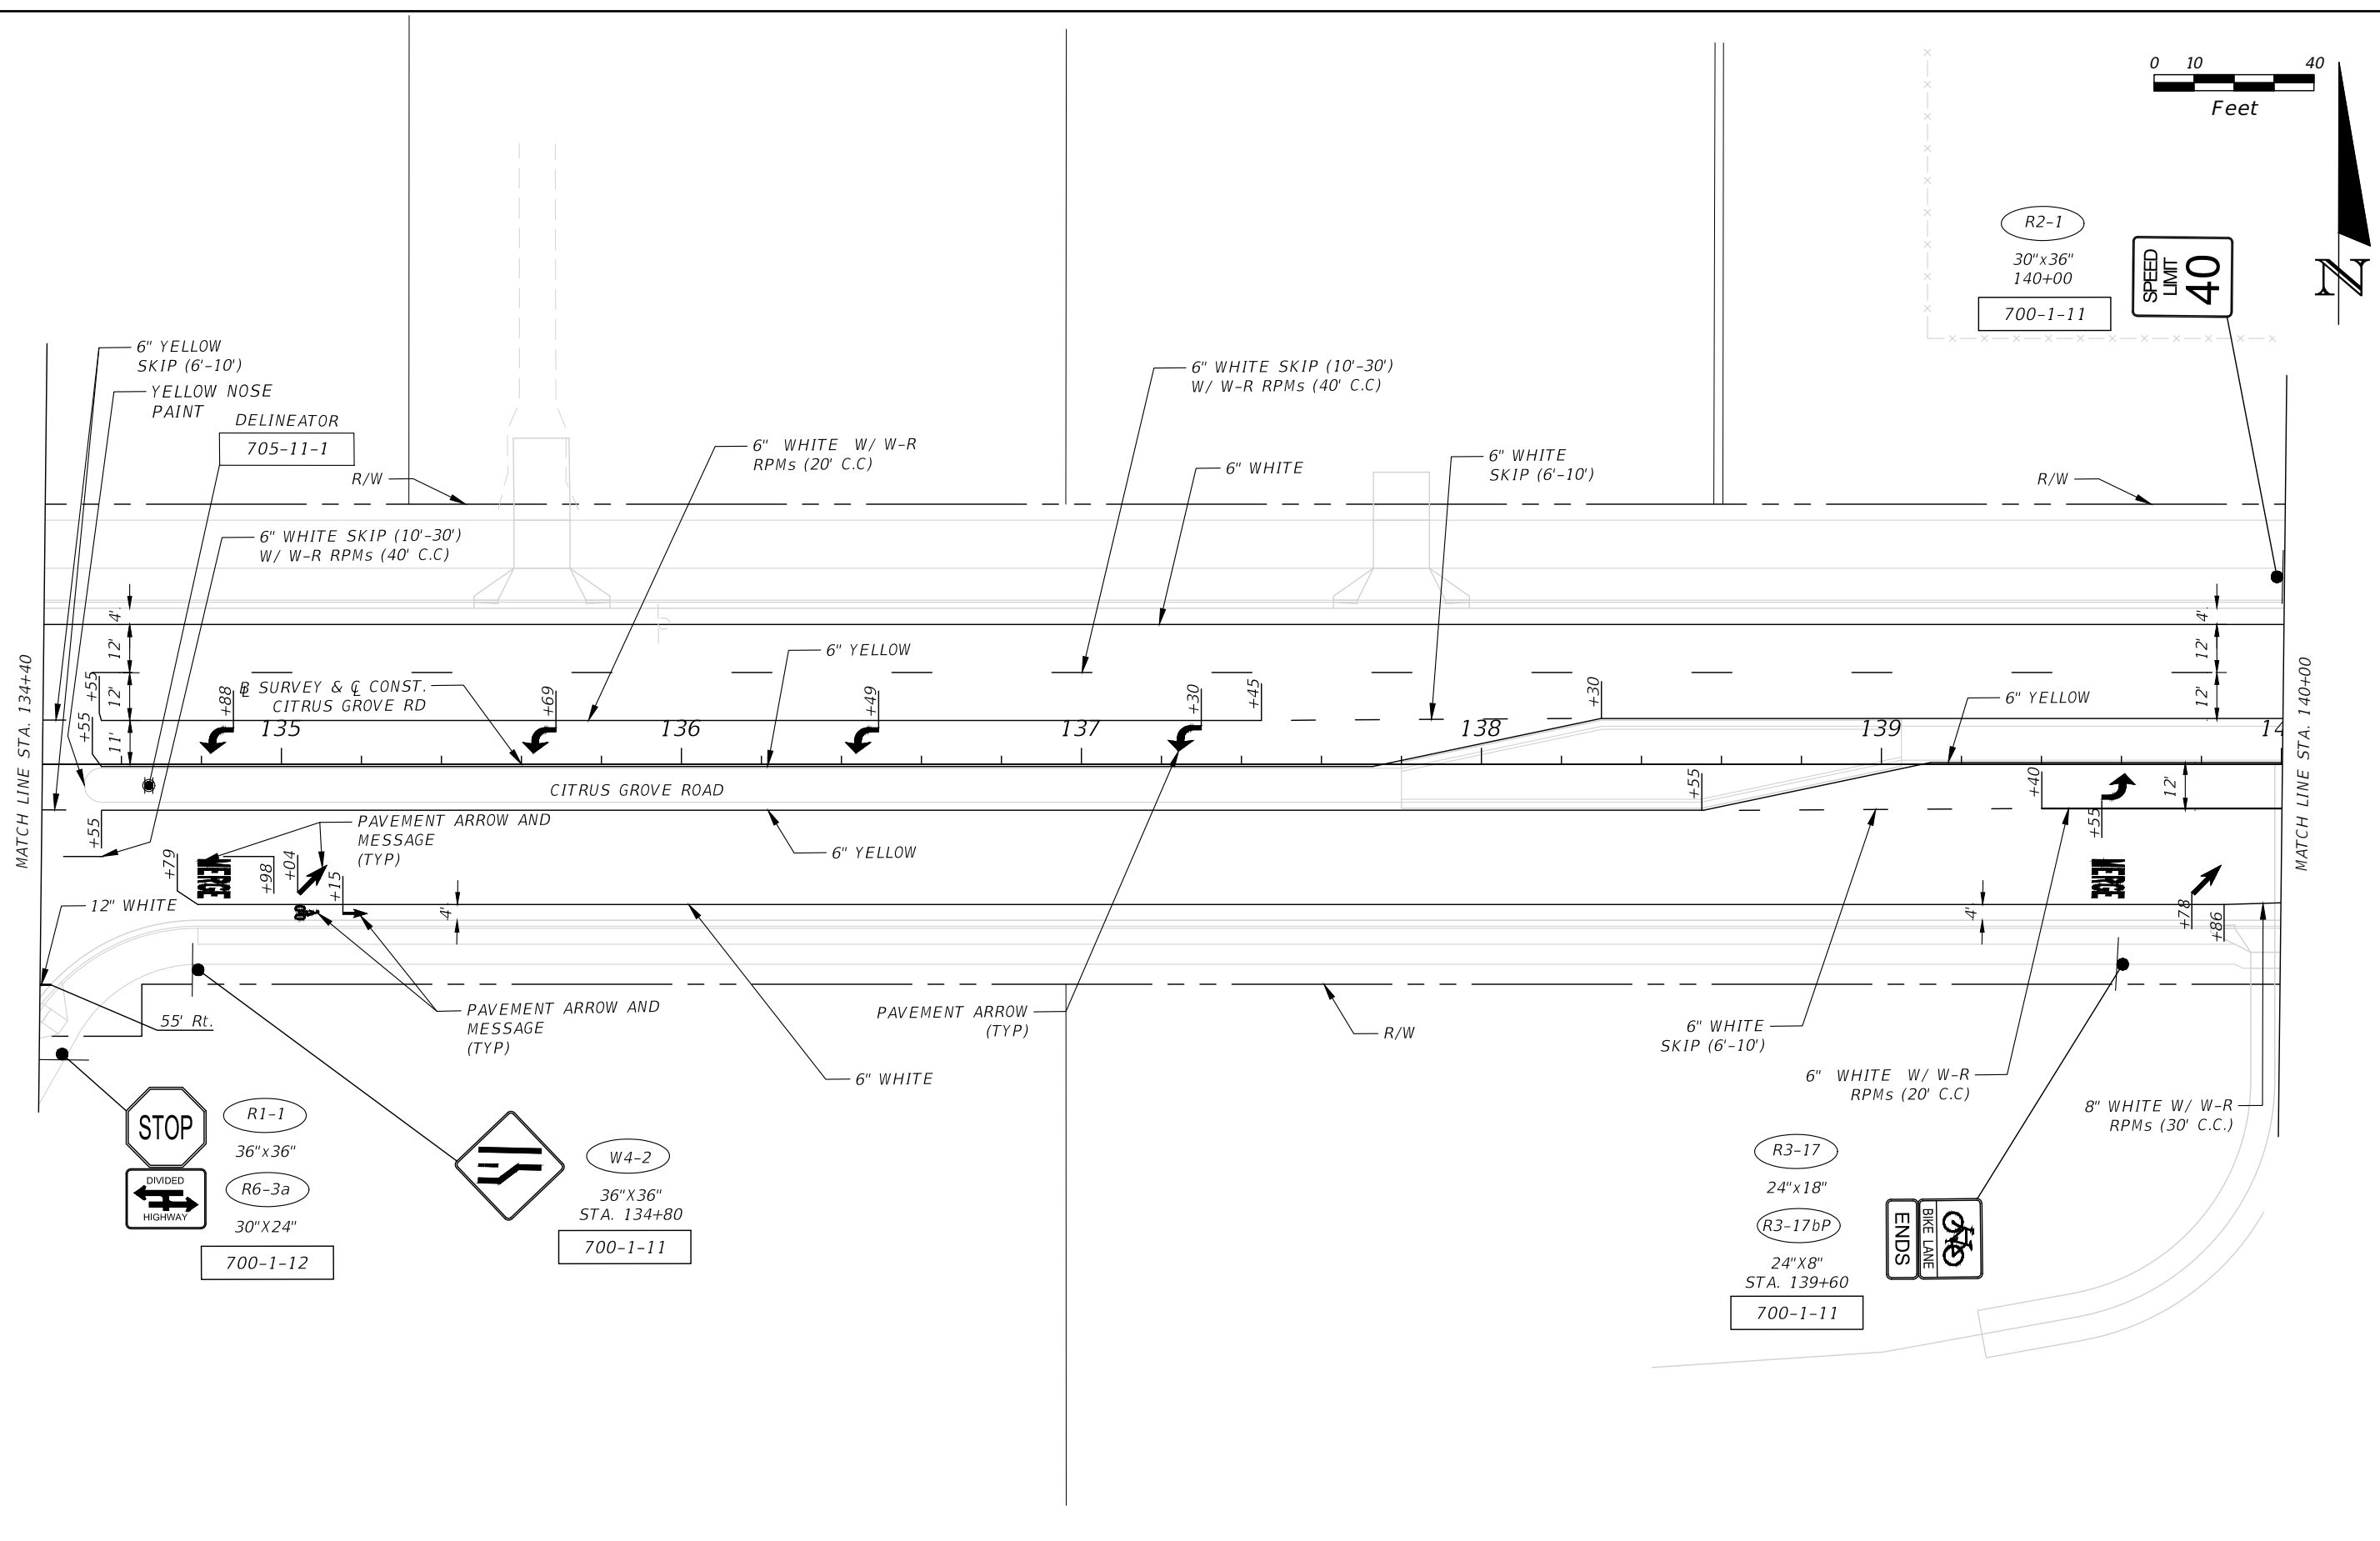 0 10 40
Feet
N
R2-1
30"x36"
140+00
700-1-11
SPEED
LIMIT
40
6" YELLOW
SKIP (6'-10')
YELLOW NOSE
PAINT
DELINEATOR
705-11-1
R/W
6" WHITE SKIP (10'-30')
W/ W-R RPMs (40' C.C)
6" WHITE W/ W-R
RPMs (20' C.C)
6" WHITE SKIP (10'-30')
W/ W-R RPMs (40' C.C)
6" WHITE
6" WHITE
SKIP (6'-10')
R/W
4'
12'
12'
11'
+55
+55
4'
12'
12'
MATCH LINE STA. 134+40
MATCH LINE STA. 140+00
6" YELLOW
℄ SURVEY & ℄ CONST.
CITRUS GROVE RD
+88
+69
+49
+30
+45
+30
6" YELLOW
135
136
137
138
139
14
CITRUS GROVE ROAD
+55
+40
12'
+55
+55
PAVEMENT ARROW AND
MESSAGE
(TYP)
6" YELLOW
+79
MERGE
+98
+04
+15
4'
MERGE
4'
+78
+86
12" WHITE
55' Rt.
PAVEMENT ARROW AND
MESSAGE
(TYP)
PAVEMENT ARROW
(TYP)
6" WHITE
R/W
6" WHITE
SKIP (6'-10')
6" WHITE W/ W-R
RPMs (20' C.C)
8" WHITE W/ W-R
RPMs (30' C.C.)
STOP
R1-1
36"x36"
DIVIDED
HIGHWAY
R6-3a
30"X24"
700-1-12
W4-2
36"X36"
STA. 134+80
700-1-11
R3-17
24"x18"
R3-17bP
24"X8"
STA. 139+60
700-1-11
BIKE LANE
ENDS